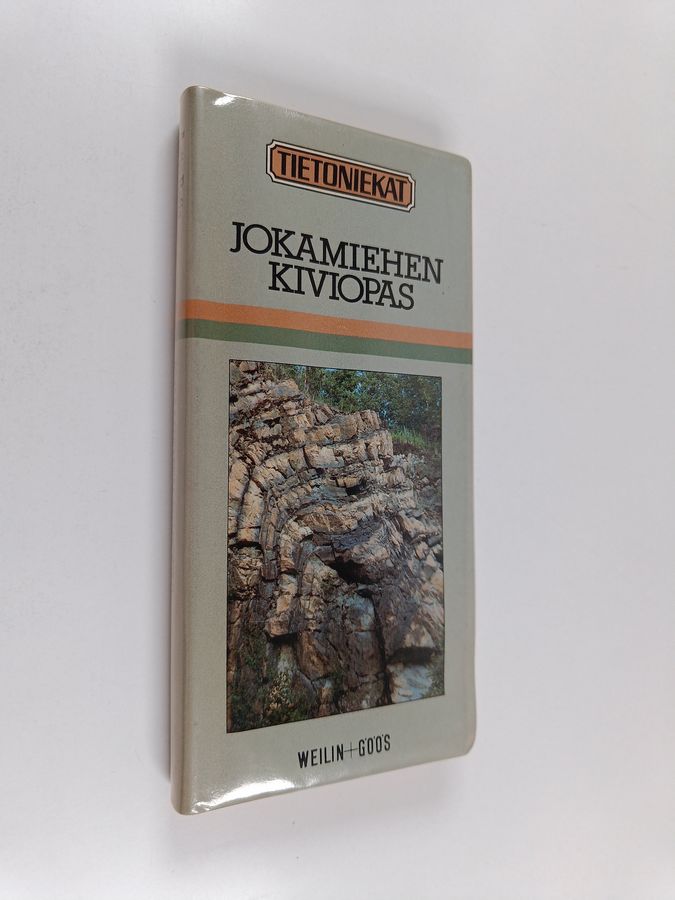 TIETONIEKAT
JOKAMIEHEN
KIVIOPAS
WEILIN+GÖÖS